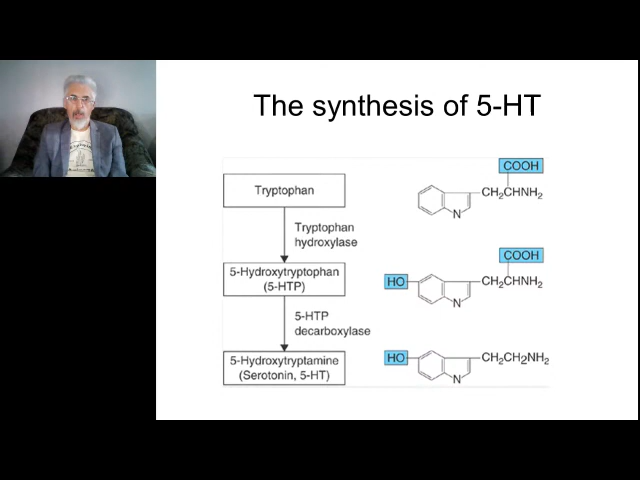 The synthesis of 5-HT
Tryptophan
COOH
CH₂CHNH₂
N
Tryptophan
hydroxylase
5-Hydroxytryptophan
(5-HTP)
COOH
HO
CH₂CHNH₂
N
5-HTP
decarboxylase
5-Hydroxytryptamine
(Serotonin, 5-HT)
HO
CH₂CH₂NH₂
N